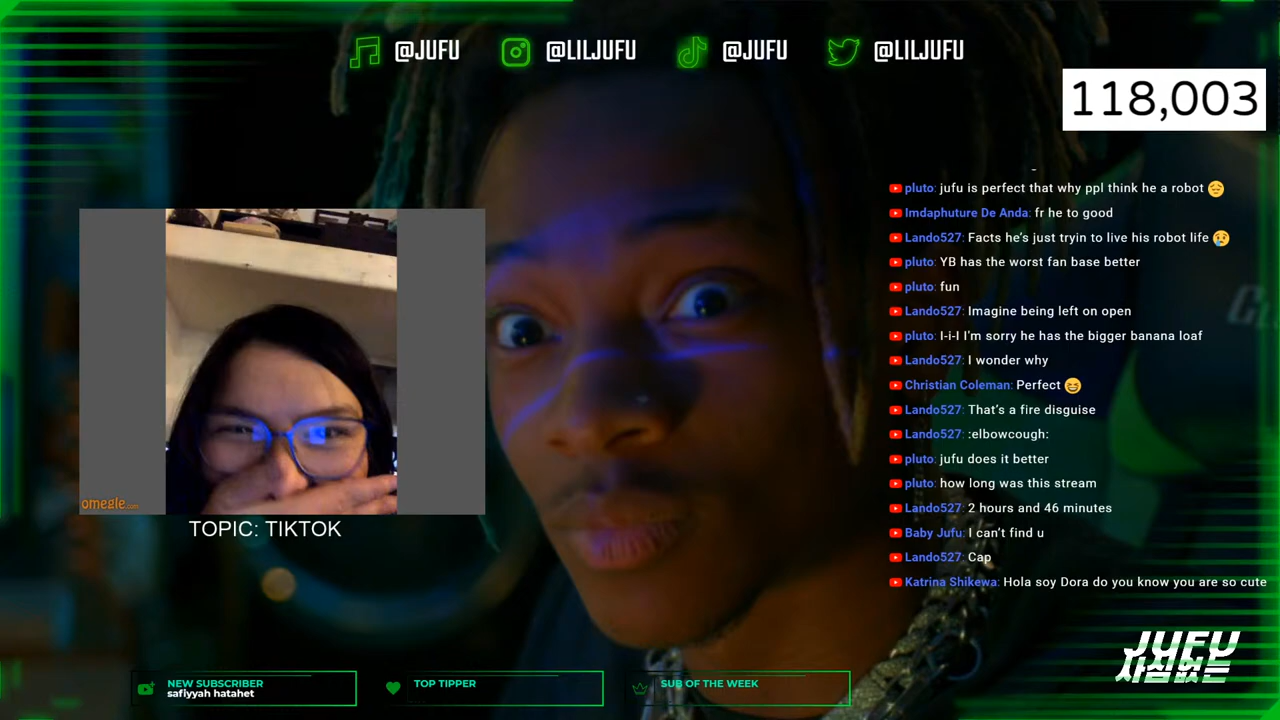 @JUFU
@LILJUFU
@JUFU
@LILJUFU
118,003
pluto: jufu is perfect that why ppl think he a robot 😔
Imdaphuture De Anda: fr he to good
Lando527: Facts he's just tryin to live his robot life 😢
pluto: YB has the worst fan base better
pluto: fun
Lando527: Imagine being left on open
pluto: I-i-I I'm sorry he has the bigger banana loaf
Lando527: I wonder why
Christian Coleman: Perfect 😆
Lando527: That's a fire disguise
Lando527: :elbowcough:
pluto: jufu does it better
pluto: how long was this stream
Lando527: 2 hours and 46 minutes
Baby Jufu: I can't find u
Lando527: Cap
Katrina Shikewa: Hola soy Dora do you know you are so cute
omegle.com
TOPIC: TIKTOK
JUFU
사심없는
NEW SUBSCRIBER
safiyyah hatahet
TOP TIPPER
SUB OF THE WEEK